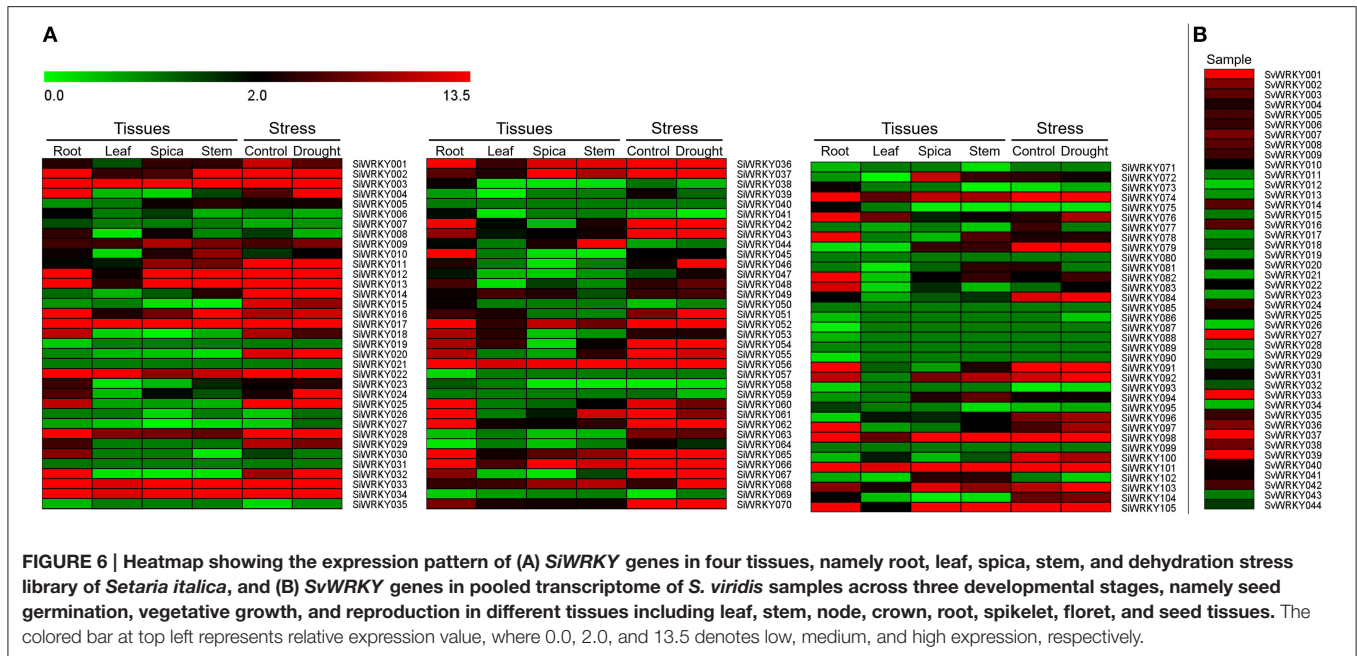 A
B
0.0 2.0 13.5
Sample
Tissues Stress
Root Leaf Spica Stem Control Drought
SiWRKY001
SiWRKY002
SiWRKY003
SiWRKY004
SiWRKY005
SiWRKY006
SiWRKY007
SiWRKY008
SiWRKY009
SiWRKY010
SiWRKY011
SiWRKY012
SiWRKY013
SiWRKY014
SiWRKY015
SiWRKY016
SiWRKY017
SiWRKY018
SiWRKY019
SiWRKY020
SiWRKY021
SiWRKY022
SiWRKY023
SiWRKY024
SiWRKY025
SiWRKY026
SiWRKY027
SiWRKY028
SiWRKY029
SiWRKY030
SiWRKY031
SiWRKY032
SiWRKY033
SiWRKY034
SiWRKY035
Tissues Stress
Root Leaf Spica Stem Control Drought
SiWRKY036
SiWRKY037
SiWRKY038
SiWRKY039
SiWRKY040
SiWRKY041
SiWRKY042
SiWRKY043
SiWRKY044
SiWRKY045
SiWRKY046
SiWRKY047
SiWRKY048
SiWRKY049
SiWRKY050
SiWRKY051
SiWRKY052
SiWRKY053
SiWRKY054
SiWRKY055
SiWRKY056
SiWRKY057
SiWRKY058
SiWRKY059
SiWRKY060
SiWRKY061
SiWRKY062
SiWRKY063
SiWRKY064
SiWRKY065
SiWRKY066
SiWRKY067
SiWRKY068
SiWRKY069
SiWRKY070
Tissues Stress
Root Leaf Spica Stem Control Drought
SiWRKY071
SiWRKY072
SiWRKY073
SiWRKY074
SiWRKY075
SiWRKY076
SiWRKY077
SiWRKY078
SiWRKY079
SiWRKY080
SiWRKY081
SiWRKY082
SiWRKY083
SiWRKY084
SiWRKY085
SiWRKY086
SiWRKY087
SiWRKY088
SiWRKY089
SiWRKY090
SiWRKY091
SiWRKY092
SiWRKY093
SiWRKY094
SiWRKY095
SiWRKY096
SiWRKY097
SiWRKY098
SiWRKY099
SiWRKY100
SiWRKY101
SiWRKY102
SiWRKY103
SiWRKY104
SiWRKY105
SvWRKY001
SvWRKY002
SvWRKY003
SvWRKY004
SvWRKY005
SvWRKY006
SvWRKY007
SvWRKY008
SvWRKY009
SvWRKY010
SvWRKY011
SvWRKY012
SvWRKY013
SvWRKY014
SvWRKY015
SvWRKY016
SvWRKY017
SvWRKY018
SvWRKY019
SvWRKY020
SvWRKY021
SvWRKY022
SvWRKY023
SvWRKY024
SvWRKY025
SvWRKY026
SvWRKY027
SvWRKY028
SvWRKY029
SvWRKY030
SvWRKY031
SvWRKY032
SvWRKY033
SvWRKY034
SvWRKY035
SvWRKY036
SvWRKY037
SvWRKY038
SvWRKY039
SvWRKY040
SvWRKY041
SvWRKY042
SvWRKY043
SvWRKY044
FIGURE 6 | Heatmap showing the expression pattern of (A) SiWRKY genes in four tissues, namely root, leaf, spica, stem, and dehydration stress
library of Setaria italica, and (B) SvWRKY genes in pooled transcriptome of S. viridis samples across three developmental stages, namely seed
germination, vegetative growth, and reproduction in different tissues including leaf, stem, node, crown, root, spikelet, floret, and seed tissues. The
colored bar at top left represents relative expression value, where 0.0, 2.0, and 13.5 denotes low, medium, and high expression, respectively.